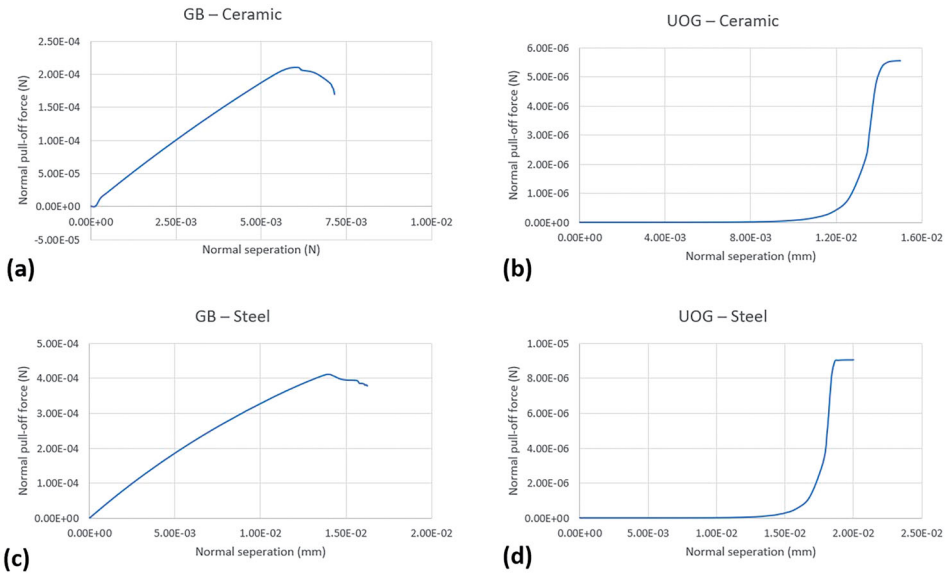 GB – Ceramic
Normal pull-off force (N)
2.50E-04
2.00E-04
1.50E-04
1.00E-04
5.00E-05
0.00E+00
-5.00E-05
0.00E+00 2.50E-03 5.00E-03 7.50E-03 1.00E-02
Normal seperation (N)
(a)
UOG – Ceramic
Normal pull-off force (N)
6.00E-06
5.00E-06
4.00E-06
3.00E-06
2.00E-06
1.00E-06
0.00E+00
0.00E+00 4.00E-03 8.00E-03 1.20E-02 1.60E-02
Normal seperation (mm)
(b)
GB – Steel
Normal pull-off force (N)
5.00E-04
4.00E-04
3.00E-04
2.00E-04
1.00E-04
0.00E+00
0.00E+00 5.00E-03 1.00E-02 1.50E-02 2.00E-02
Normal seperation (mm)
(c)
UOG – Steel
Normal pull-off force (N)
1.00E-05
8.00E-06
6.00E-06
4.00E-06
2.00E-06
0.00E+00
0.00E+00 5.00E-03 1.00E-02 1.50E-02 2.00E-02 2.50E-02
Normal seperation (mm)
(d)